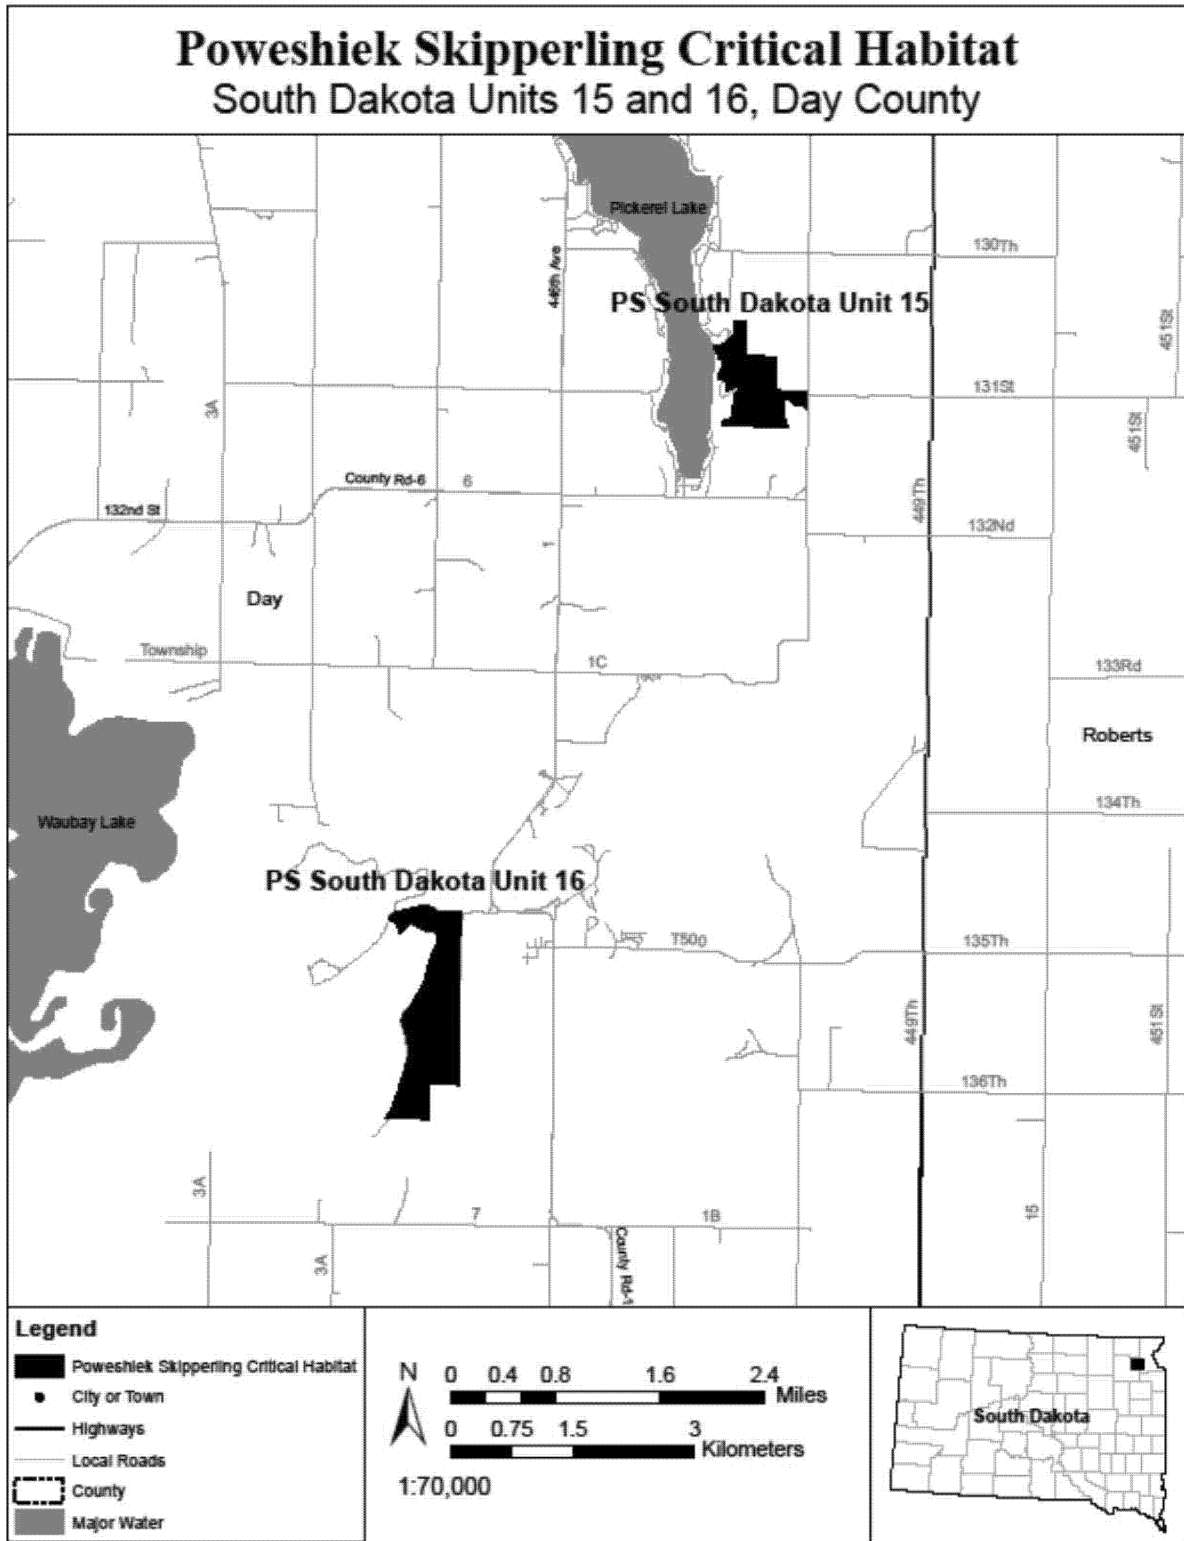 Poweshiek Skipperling Critical Habitat
South Dakota Units 15 and 16, Day County
Pickerel Lake
130Th
446th Ave
PS South Dakota Unit 15
451St
131St
3A
451St
County Rd-6
6
449Th
132nd St
132Nd
1
Day
Township
1C
133Rd
Roberts
134Th
Waubay Lake
PS South Dakota Unit 16
T500
135Th
449Th
451St
136Th
3A
7
1B
15
3A
County Rd-1
Legend
Poweshiek Skipperling Critical Habitat
City or Town
Highways
Local Roads
County
Major Water
N
0 0.4 0.8 1.6 2.4
Miles
0 0.75 1.5 3
Kilometers
1:70,000
South Dakota